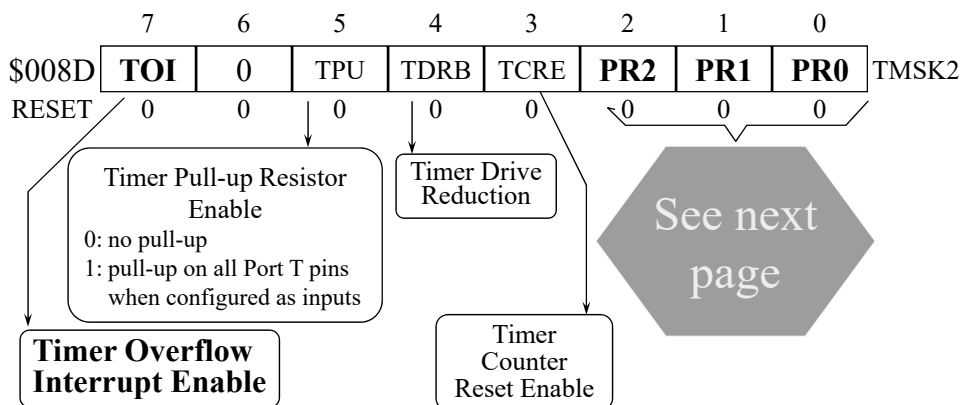 7 6 5 4 3 2 1 0
$008D TOI 0 TPU TDRB TCRE PR2 PR1 PR0 TMSK2
RESET 0 0 0 0 0 0 0 0
Timer Pull-up Resistor
Enable
0: no pull-up
1: pull-up on all Port T pins
when configured as inputs
Timer Drive
Reduction
See next
page
Timer Overflow
Interrupt Enable
Timer
Counter
Reset Enable